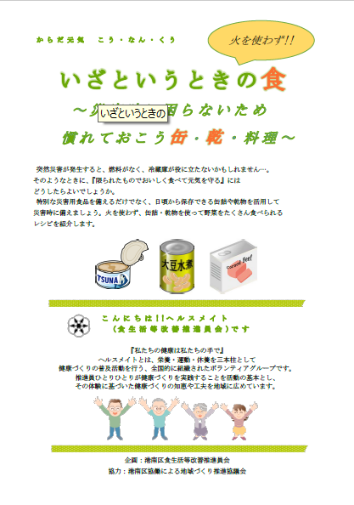 からだ元気 こう・なん・くう
火を使わず!!
いざというときの食
いざというときの
らないため
慣れておこう缶・乾・料理～
突然災害が発生すると、燃料がなく、冷蔵庫が役に立たないかもしれません…。
そのようなときに、『限られたものでおいしく食べて元気を守る』には
どうしたらよいでしょうか。
特別な災害用食品を備えるだけでなく、日頃から保存できる缶詰や乾物を活用して
災害時に備えましょう。火を使わず、缶詰・乾物を使って野菜をたくさん食べられる
レシピを紹介します。
TSUNA
大豆水煮
Beef
こんにちは!!ヘルスメイト
(食生活等改善推進員会)です
『私たちの健康は私たちの手で』
ヘルスメイトとは、栄養・運動・休養を三本柱として
健康づくりの普及活動を行う、全国的に組織されたボランティアグループです。
推進員ひとりひとりが健康づくりを実践することを活動の基本とし、
その体験に基づいた健康づくりの知恵や工夫を地域に広めています。
企画：港南区食生活等改善推進員会
協力：港南区協働による地域づくり推進協議会